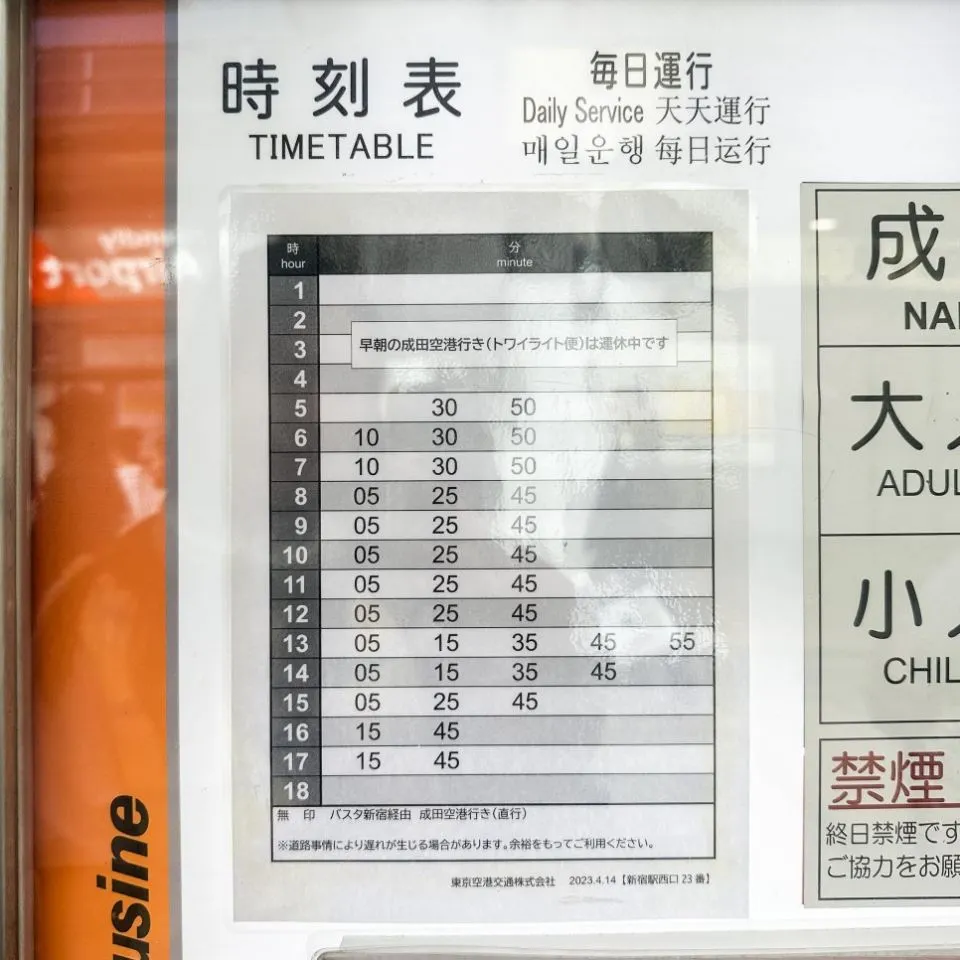 時刻表
TIMETABLE
毎日運行
Daily Service 天天運行
매일운행 每日运行
時 分
hour minute
1
2
3
早朝の成田空港行き(トワイライト便)は運休中です
4
5 30 50
6 10 30 50
7 10 30 50
8 05 25 45
9 05 25 45
10 05 25 45
11 05 25 45
12 05 25 45
13 05 15 35 45 55
14 05 15 35 45
15 05 25 45
16 15 45
17 15 45
18
無 印 バスタ新宿経由 成田空港行き(直行)
※道路事情により遅れが生じる場合があります。余裕をもってご利用ください。
東京空港交通株式会社 2023.4.14【新宿駅西口 23 番】
成
NA
大
ADUL
小
CHIL
禁煙
終日禁煙です
ご協力をお願
usine